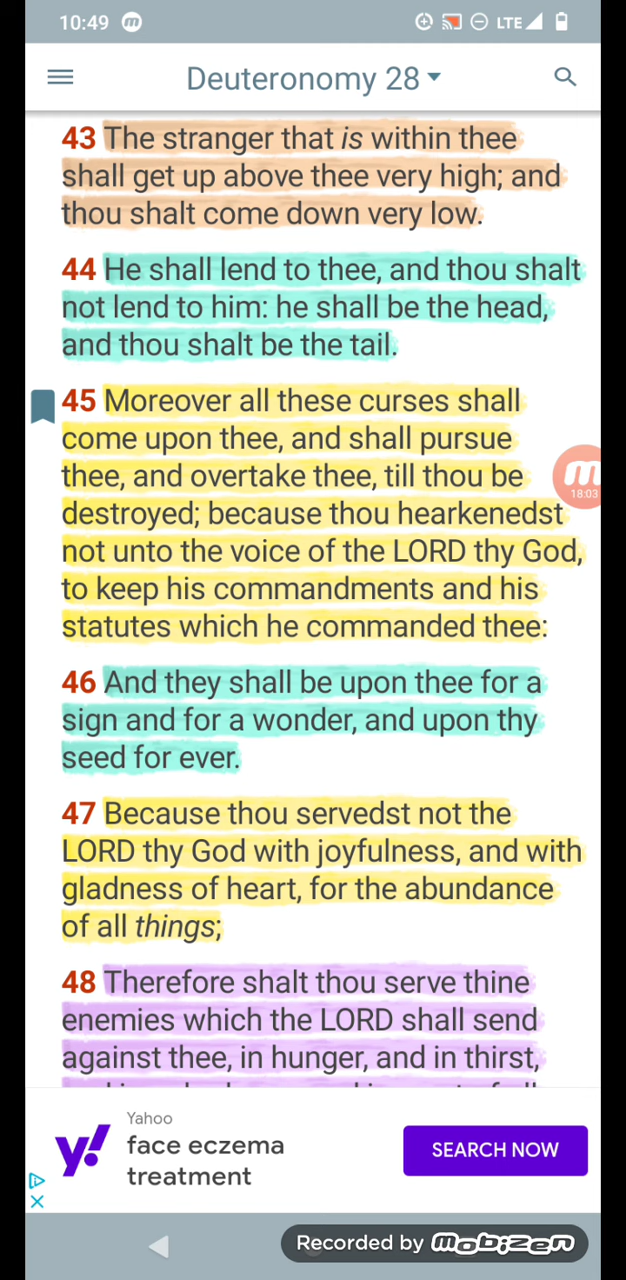 10:49 m LTE
Deuteronomy 28
43 The stranger that is within thee
shall get up above thee very high; and
thou shalt come down very low.
44 He shall lend to thee, and thou shalt
not lend to him: he shall be the head,
and thou shalt be the tail.
45 Moreover all these curses shall
come upon thee, and shall pursue
thee, and overtake thee, till thou be
destroyed; because thou hearkenedst
not unto the voice of the LORD thy God,
to keep his commandments and his
statutes which he commanded thee:
m
18:03
46 And they shall be upon thee for a
sign and for a wonder, and upon thy
seed for ever.
47 Because thou servedst not the
LORD thy God with joyfulness, and with
gladness of heart, for the abundance
of all things;
48 Therefore shalt thou serve thine
enemies which the LORD shall send
against thee, in hunger, and in thirst,
Yahoo
y!
face eczema
treatment
SEARCH NOW
Recorded by mobizen